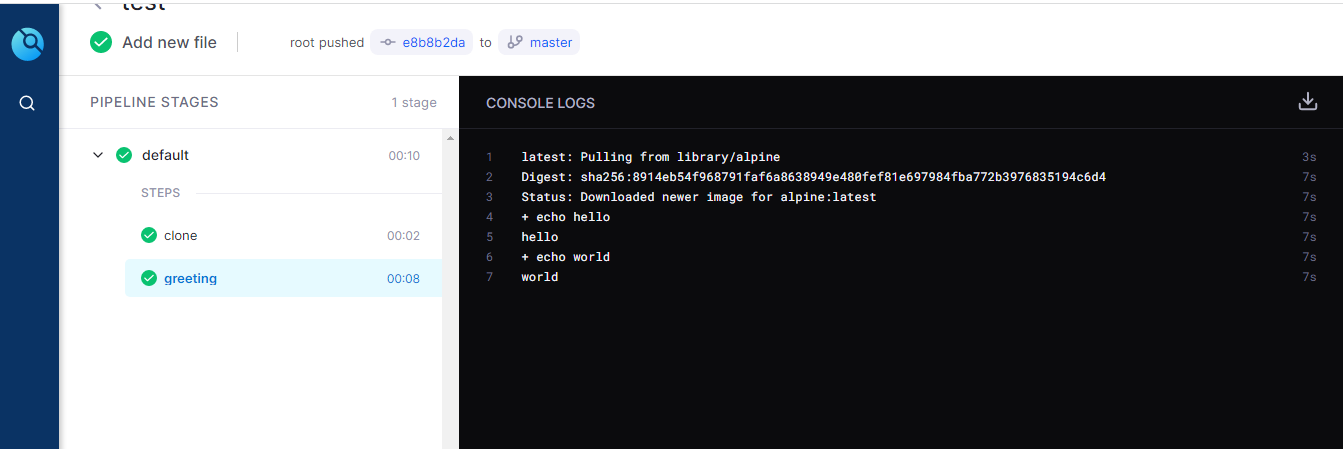 test
Add new file
root pushed e8b8b2da to master
PIPELINE STAGES 1 stage
default 00:10
STEPS
clone 00:02
greeting 00:08
CONSOLE LOGS
1 latest: Pulling from library/alpine 3s
2 Digest: sha256:8914eb54f968791faf6a8638949e480fef81e697984fba772b3976835194c6d4 7s
3 Status: Downloaded newer image for alpine:latest 7s
4 + echo hello 7s
5 hello 7s
6 + echo world 7s
7 world 7s